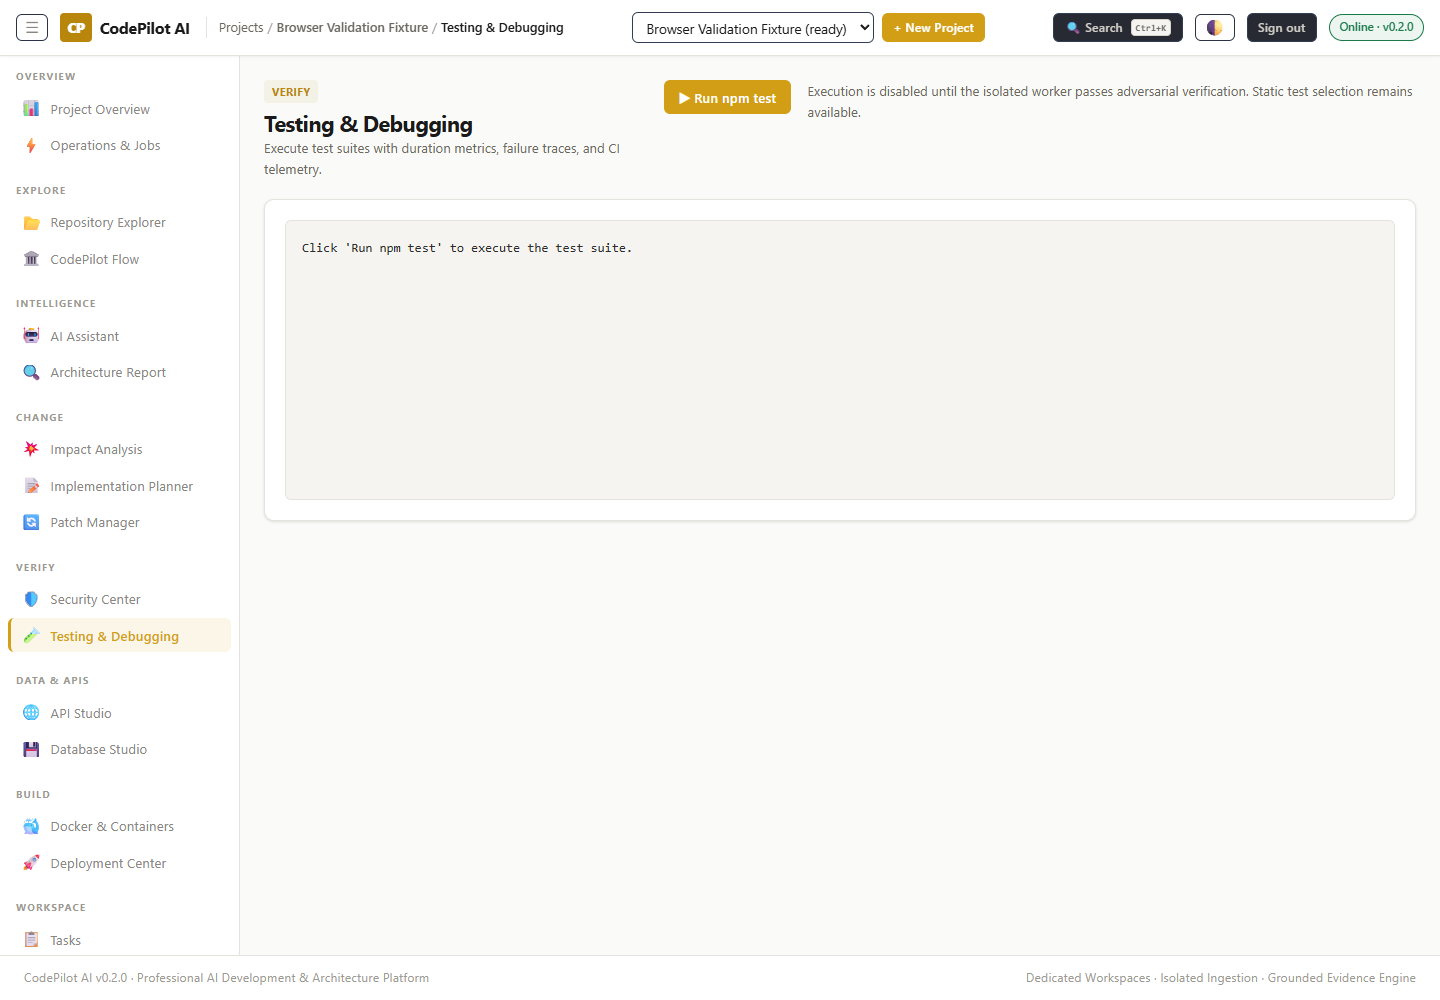 ☰ CP CodePilot AI Projects / Browser Validation Fixture / Testing & Debugging Browser Validation Fixture (ready) + New Project Search Ctrl+K Sign out Online · v0.2.0
OVERVIEW
Project Overview
Operations & Jobs
EXPLORE
Repository Explorer
CodePilot Flow
INTELLIGENCE
AI Assistant
Architecture Report
CHANGE
Impact Analysis
Implementation Planner
Patch Manager
VERIFY
Security Center
Testing & Debugging
DATA & APIS
API Studio
Database Studio
BUILD
Docker & Containers
Deployment Center
WORKSPACE
Tasks
VERIFY
Testing & Debugging
Execute test suites with duration metrics, failure traces, and CI
telemetry.
▶ Run npm test
Execution is disabled until the isolated worker passes adversarial verification. Static test selection remains
available.
Click 'Run npm test' to execute the test suite.
CodePilot AI v0.2.0 · Professional AI Development & Architecture Platform
Dedicated Workspaces · Isolated Ingestion · Grounded Evidence Engine